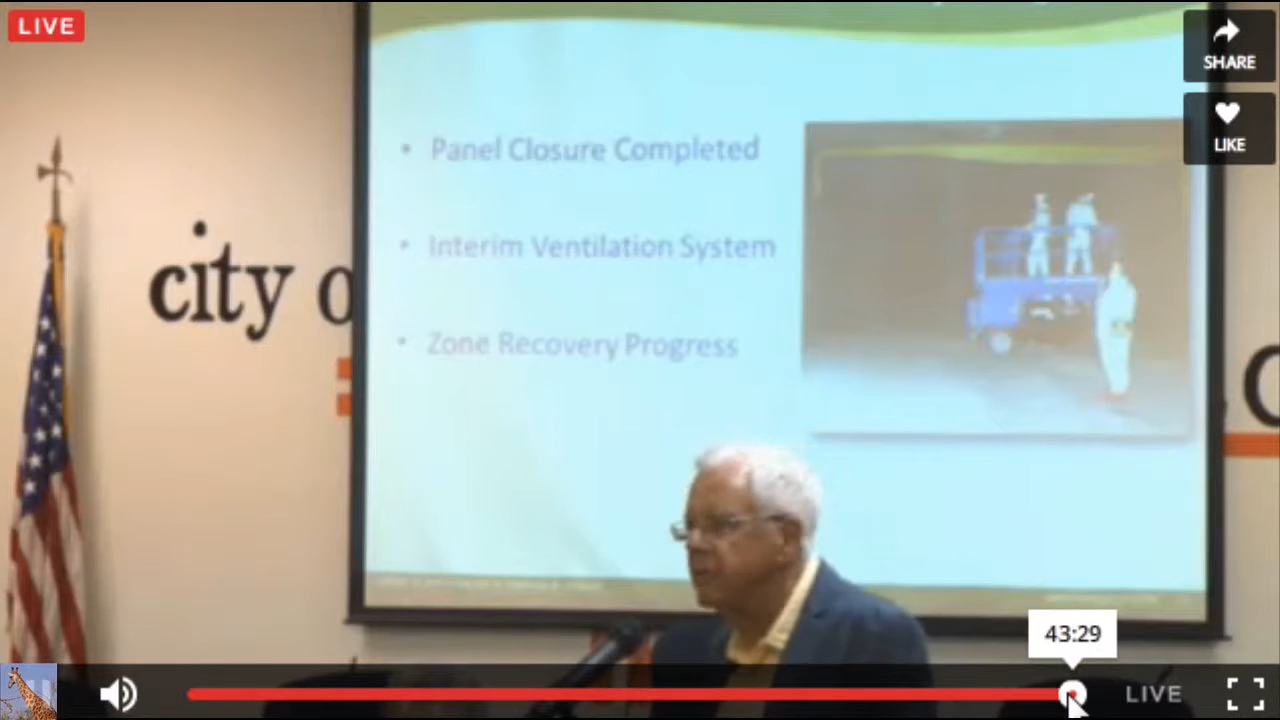 LIVE
SHARE
LIKE
• Panel Closure Completed
• Interim Ventilation System
• Zone Recovery Progress
city o
43:29
LIVE